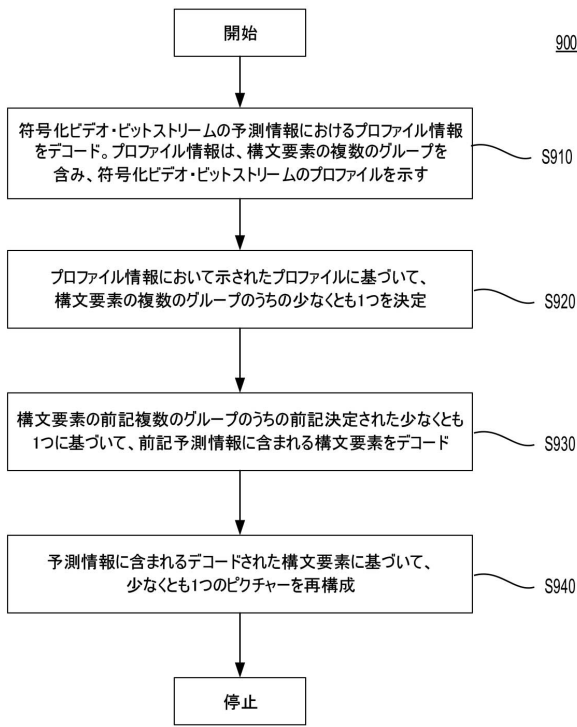 開始
900
符号化ビデオ・ビットストリームの予測情報におけるプロファイル情報
をデコード。プロファイル情報は、構文要素の複数のグループを
含み、符号化ビデオ・ビットストリームのプロファイルを示す
S910
プロファイル情報において示されたプロファイルに基づいて、
構文要素の複数のグループのうちの少なくとも1つを決定
S920
構文要素の前記複数のグループのうちの前記決定された少なくとも
1つに基づいて、前記予測情報に含まれる構文要素をデコード
S930
予測情報に含まれるデコードされた構文要素に基づいて、
少なくとも1つのピクチャーを再構成
S940
停止